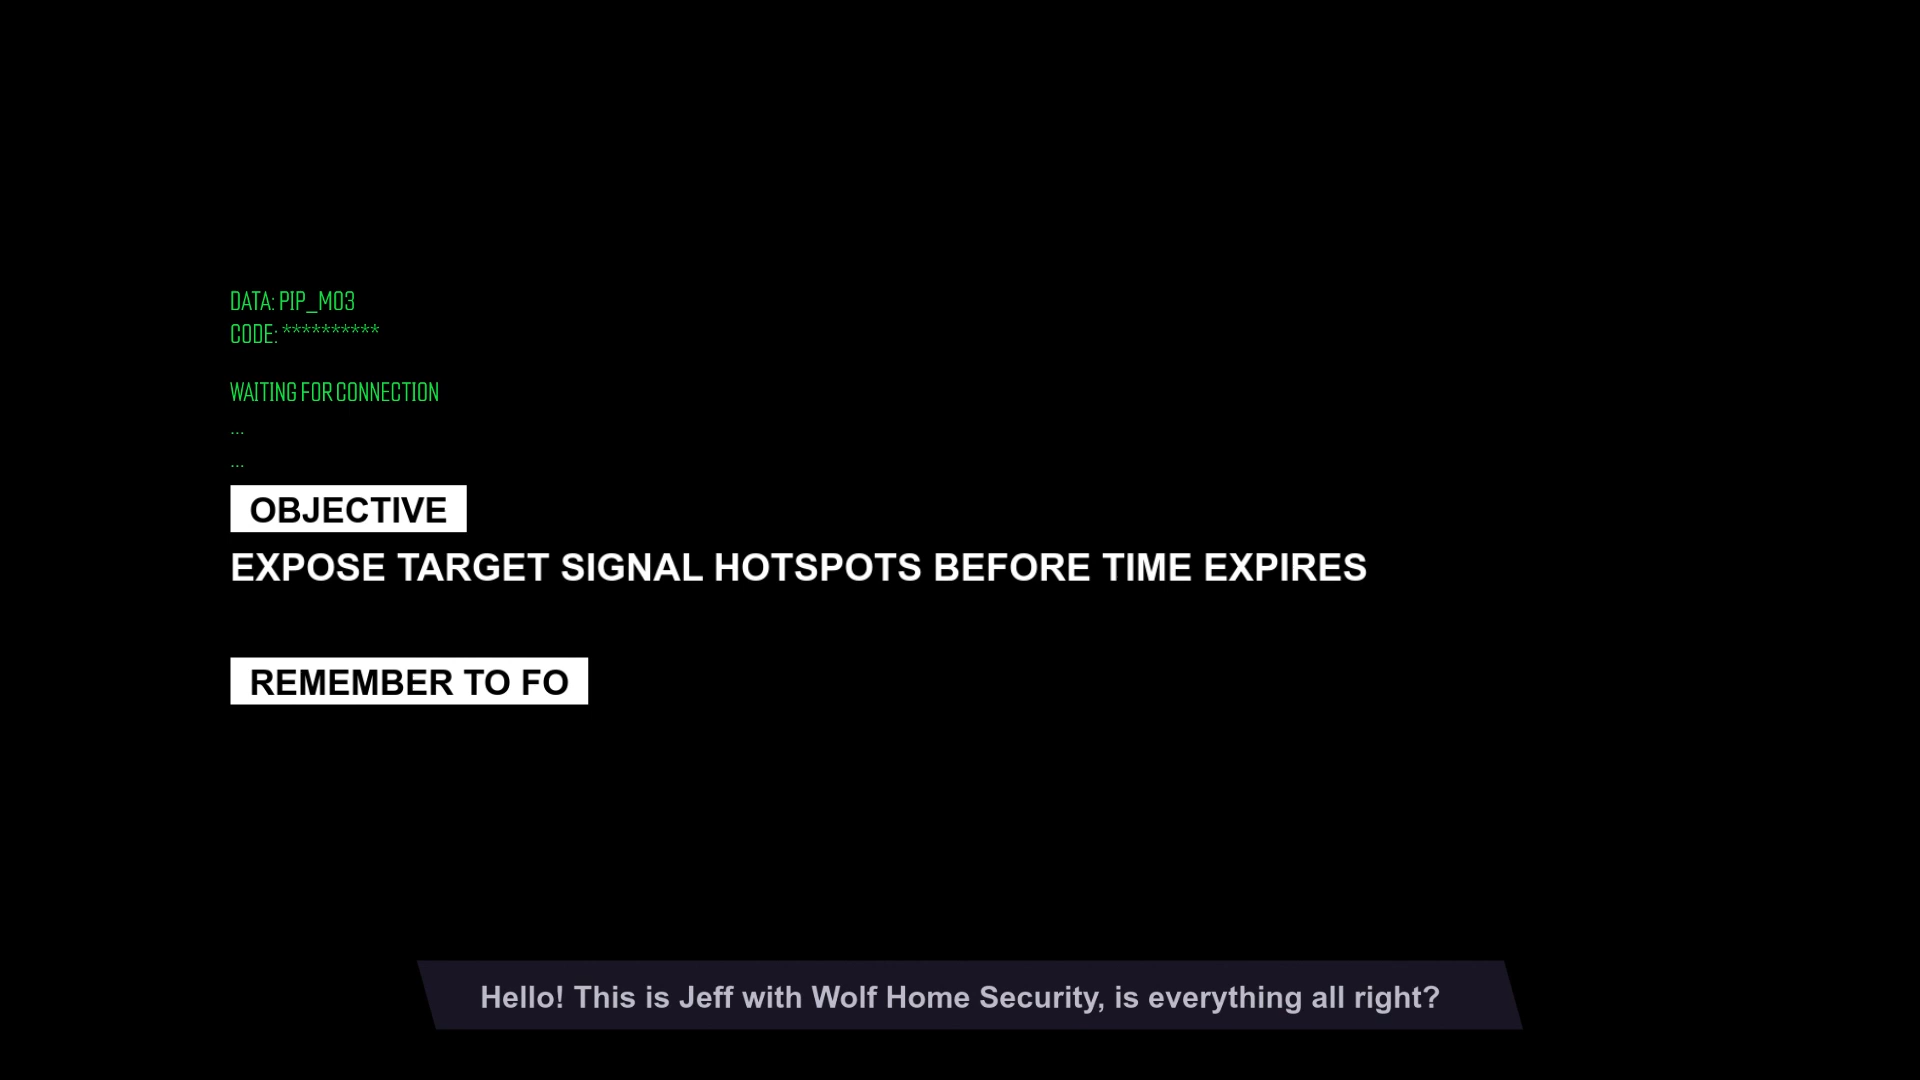 DATA: PIP_M03
CODE: **********
WAITING FOR CONNECTION
...
...
OBJECTIVE
EXPOSE TARGET SIGNAL HOTSPOTS BEFORE TIME EXPIRES
REMEMBER TO FO
Hello! This is Jeff with Wolf Home Security, is everything all right?